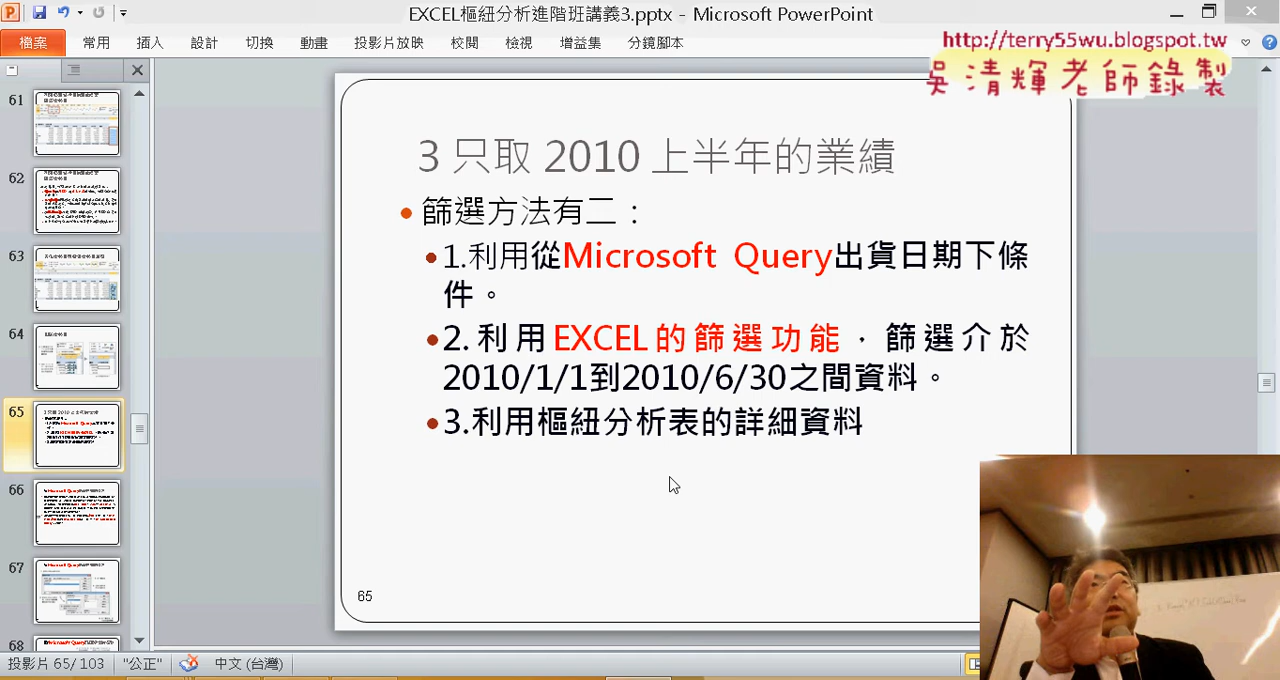 EXCEL樞紐分析進階班講義3.pptx - Microsoft PowerPoint
檔案 常用 插入 設計 切換 動畫 投影片放映 校閱 檢視 增益集 分鏡腳本
http://terry55wu.blogspot.tw
吳清輝老師錄製
61
62
63
64
65
66
67
68
3 只取 2010 上半年的業績
篩選方法有二：
1.利用從Microsoft Query出貨日期下條
件。
2.利用EXCEL的篩選功能，篩選介於
2010/1/1到2010/6/30之間資料。
3.利用樞紐分析表的詳細資料
65
投影片 65/103 "公正" 中文 (台灣)